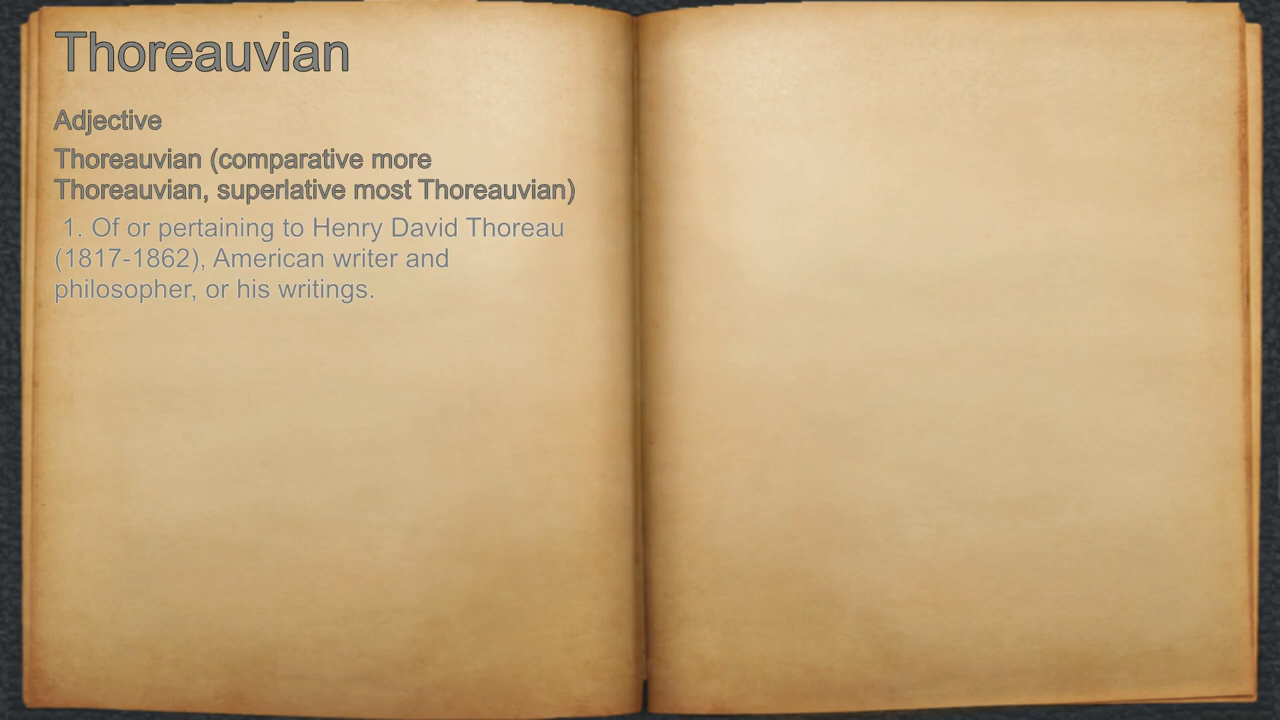 Thoreauvian
Adjective
Thoreauvian (comparative more
Thoreauvian, superlative most Thoreauvian)
1. Of or pertaining to Henry David Thoreau
(1817-1862), American writer and
philosopher, or his writings.